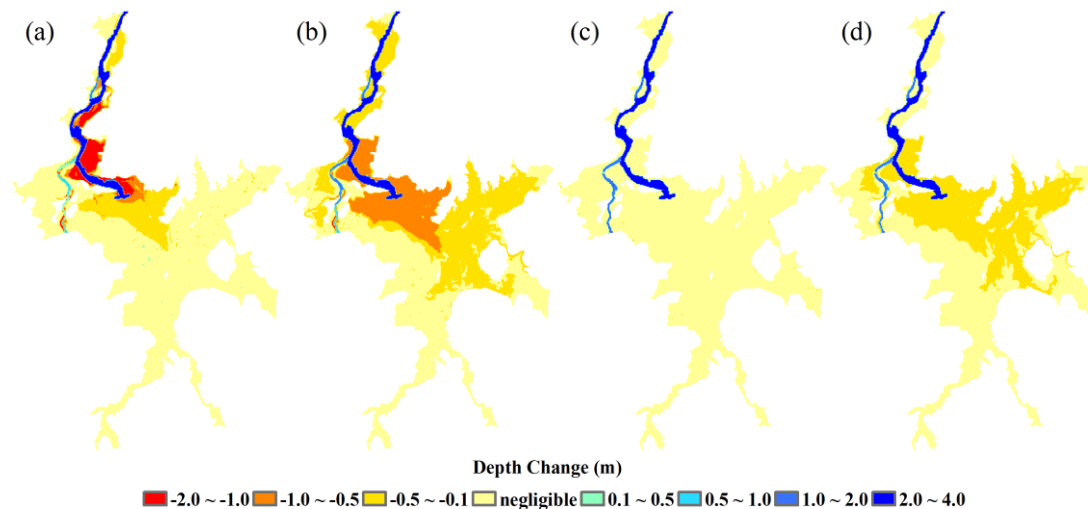 (a) (b) (c) (d)
Depth Change (m)
-2.0 ~ -1.0 -1.0 ~ -0.5 -0.5 ~ -0.1 negligible 0.1 ~ 0.5 0.5 ~ 1.0 1.0 ~ 2.0 2.0 ~ 4.0